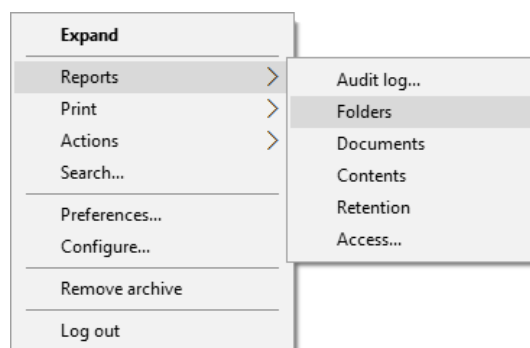 Expand
Reports
Print
Actions
Search...
Preferences...
Configure...
Remove archive
Log out
Audit log...
Folders
Documents
Contents
Retention
Access...